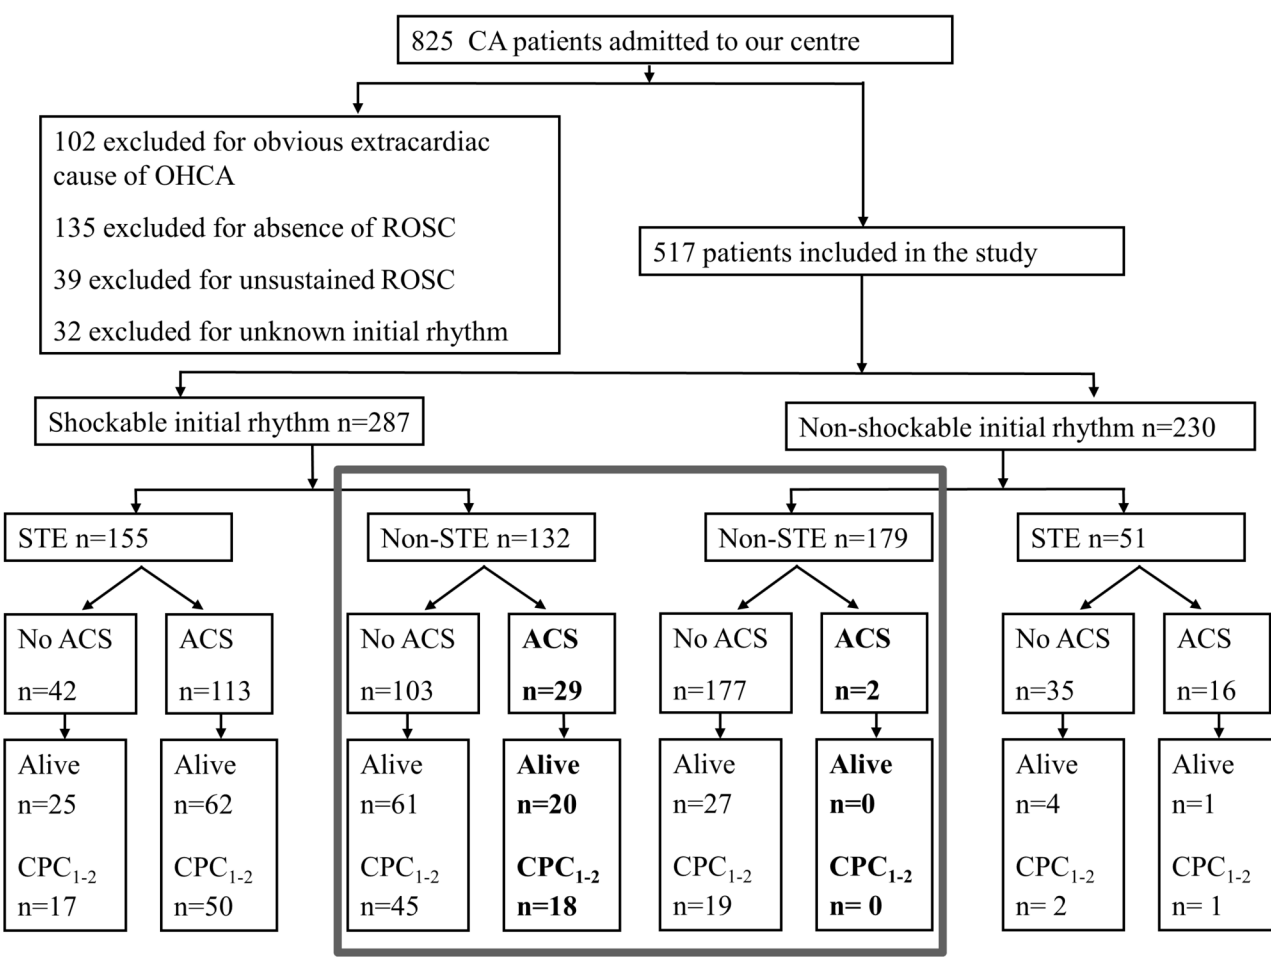 825 CA patients admitted to our centre
102 excluded for obvious extracardiac
cause of OHCA
135 excluded for absence of ROSC
39 excluded for unsustained ROSC
32 excluded for unknown initial rhythm
517 patients included in the study
Shockable initial rhythm n=287
Non-shockable initial rhythm n=230
STE n=155
Non-STE n=132
Non-STE n=179
STE n=51
No ACS
n=42
ACS
n=113
No ACS
n=103
ACS
n=29
No ACS
n=177
ACS
n=2
No ACS
n=35
ACS
n=16
Alive
n=25
CPC1-2
n=17
Alive
n=62
CPC1-2
n=50
Alive
n=61
CPC1-2
n=45
Alive
n=20
CPC1-2
n=18
Alive
n=27
CPC1-2
n=19
Alive
n=0
CPC1-2
n= 0
Alive
n=4
CPC1-2
n= 2
Alive
n=1
CPC1-2
n= 1